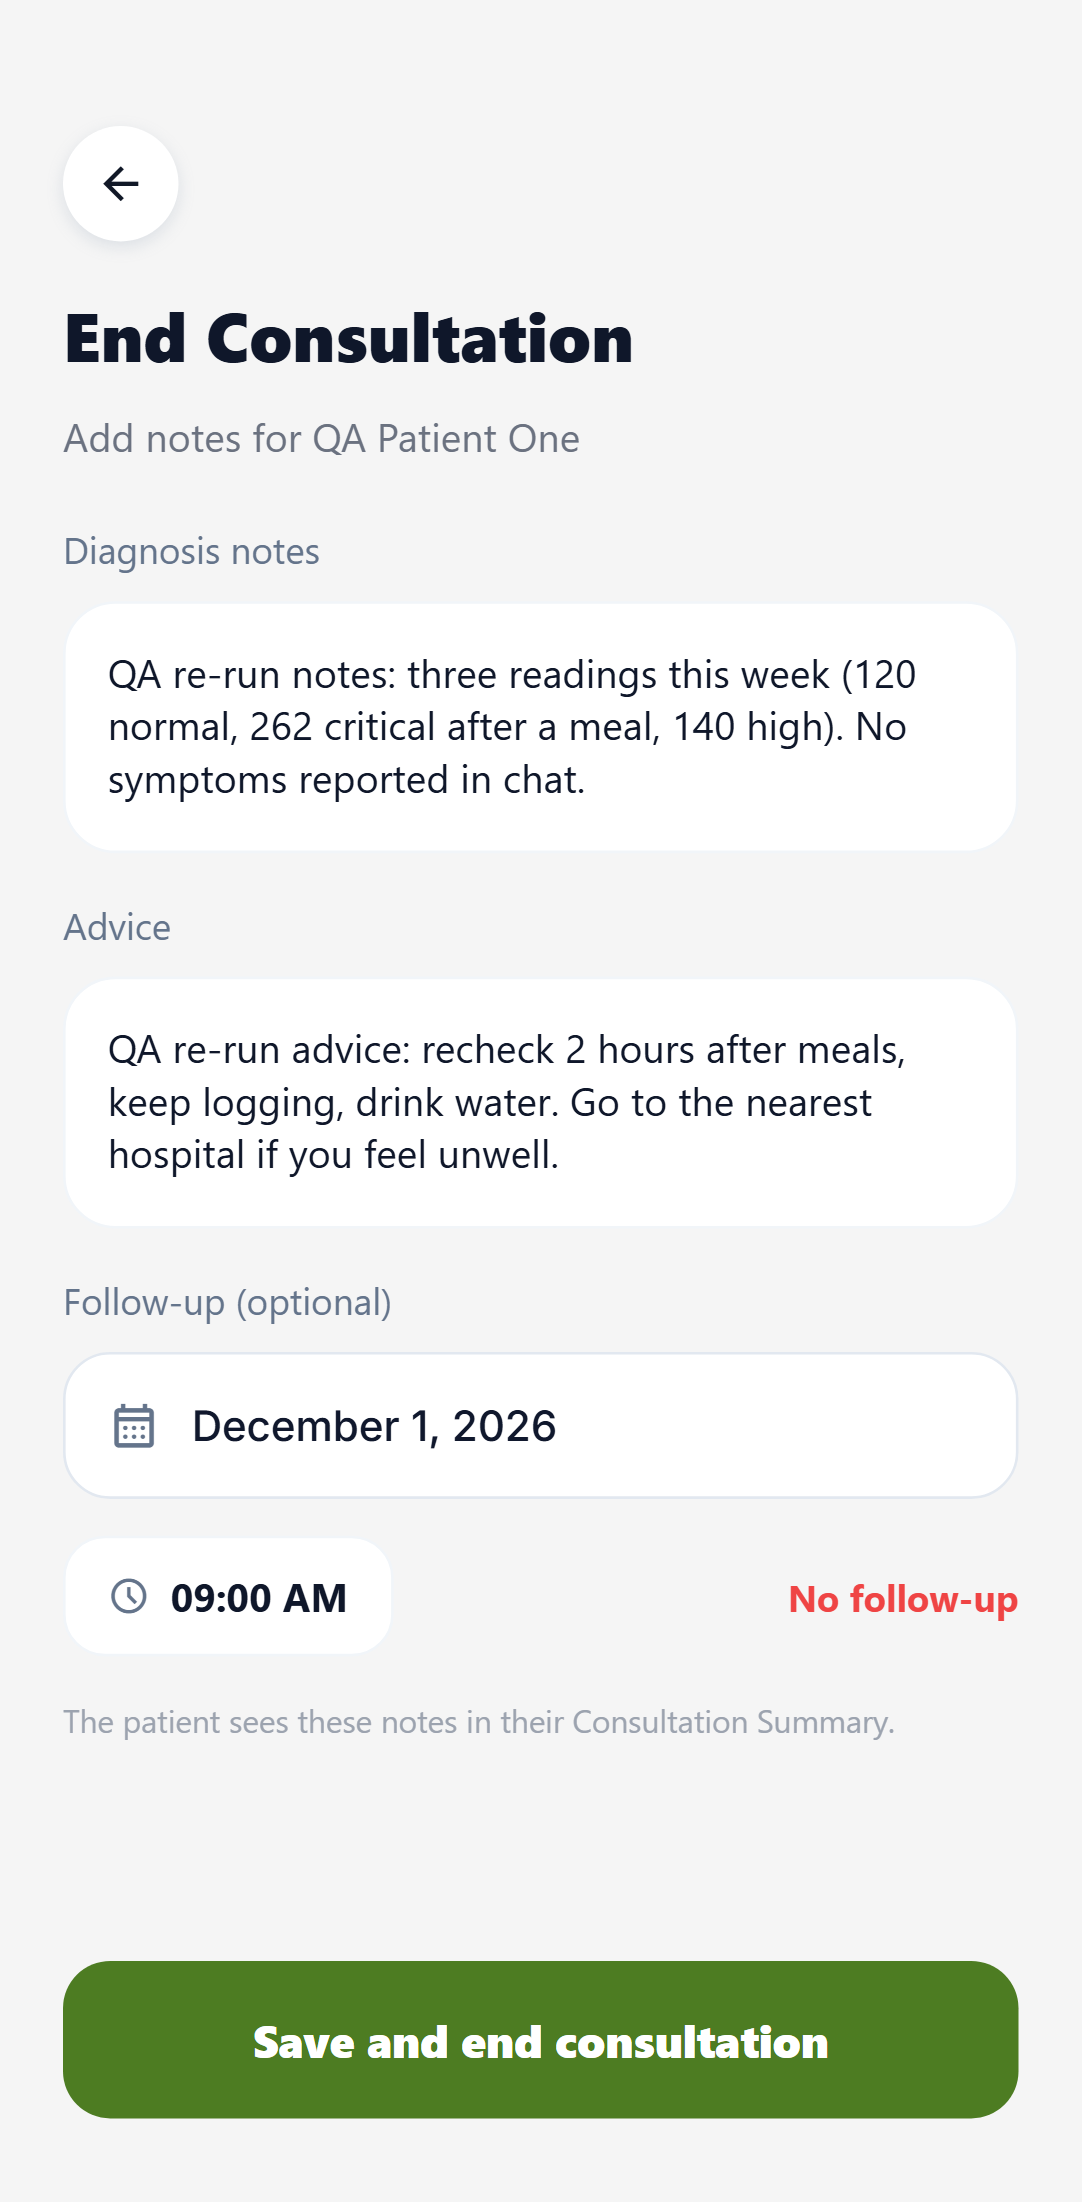 End Consultation
Add notes for QA Patient One
Diagnosis notes
QA re-run notes: three readings this week (120
normal, 262 critical after a meal, 140 high). No
symptoms reported in chat.
Advice
QA re-run advice: recheck 2 hours after meals,
keep logging, drink water. Go to the nearest
hospital if you feel unwell.
Follow-up (optional)
December 1, 2026
09:00 AM
No follow-up
The patient sees these notes in their Consultation Summary.
Save and end consultation